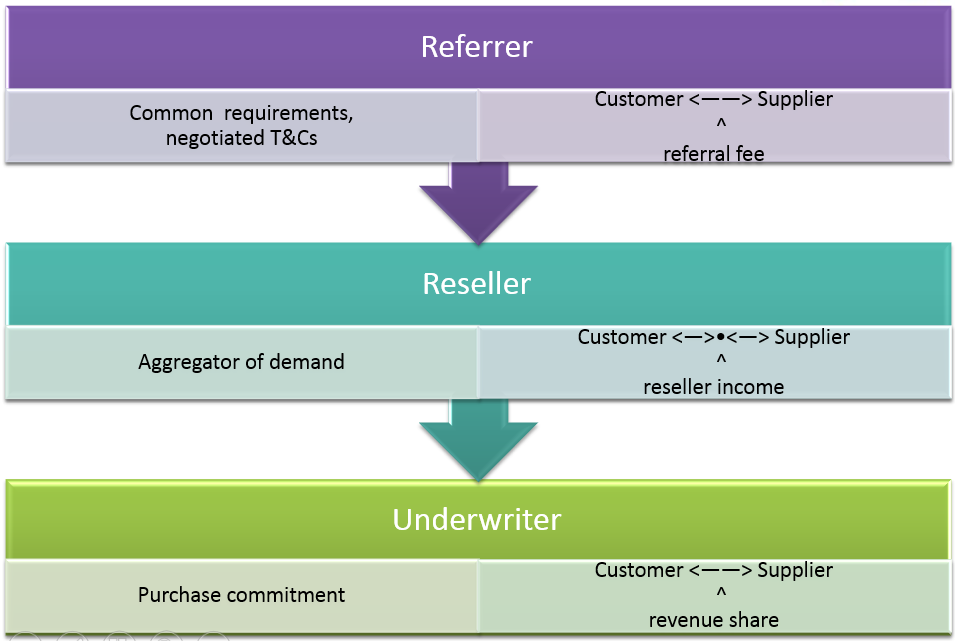 Referrer
Common  requirements,
negotiated T&Cs
Customer <——> Supplier
^
referral fee
Reseller
Aggregator of demand
Customer <—>•<—> Supplier
^
reseller income
Underwriter
Purchase commitment
Customer <——> Supplier
^
revenue share